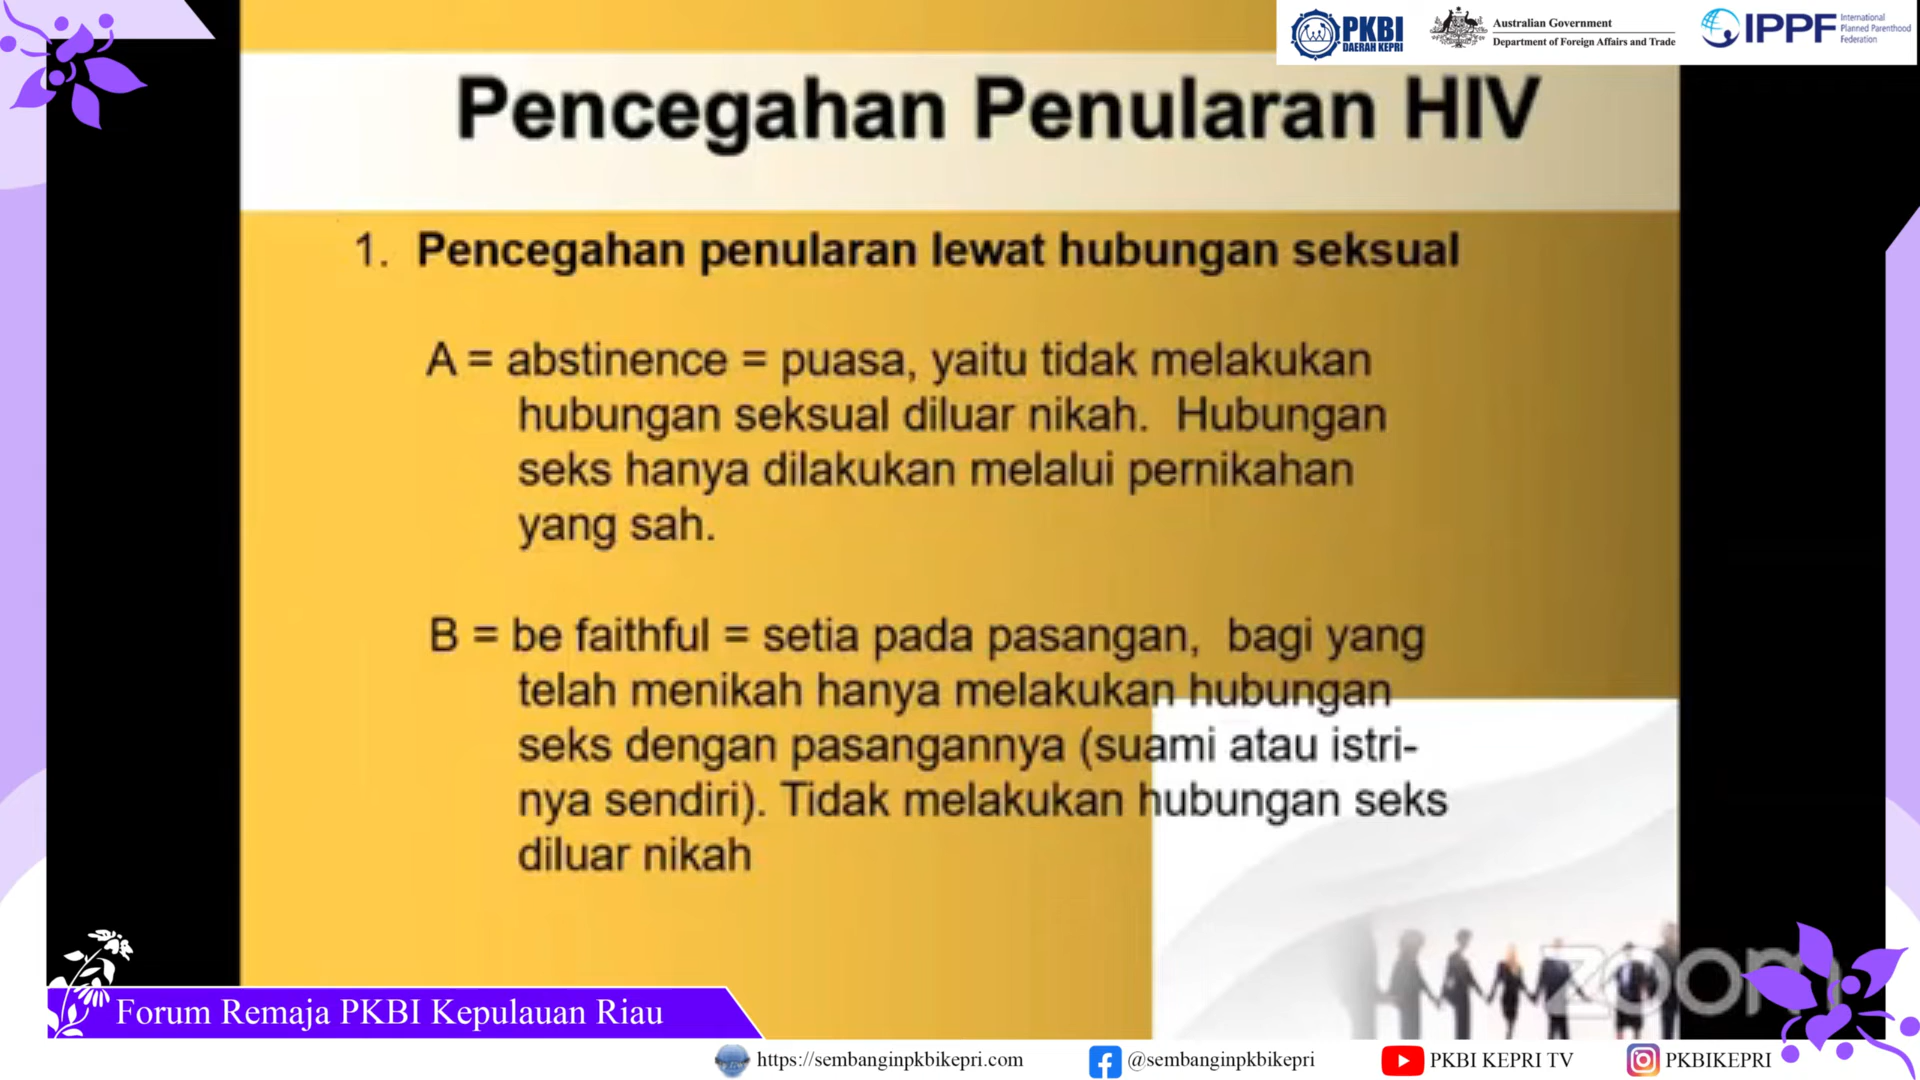 PKBI
DAERAH KEPRI
Australian Government
Department of Foreign Affairs and Trade
IPPF
International
Planned Parenthood
Federation
Pencegahan Penularan HIV
1. Pencegahan penularan lewat hubungan seksual
A = abstinence = puasa, yaitu tidak melakukan
hubungan seksual diluar nikah. Hubungan
seks hanya dilakukan melalui pernikahan
yang sah.
B = be faithful = setia pada pasangan, bagi yang
telah menikah hanya melakukan hubungan
seks dengan pasangannya (suami atau istri-
nya sendiri). Tidak melakukan hubungan seks
diluar nikah
zoom
Forum Remaja PKBI Kepulauan Riau
https://sembanginpkbikepri.com
@sembanginpkbikepri
PKBI KEPRI TV
PKBIKEPRI